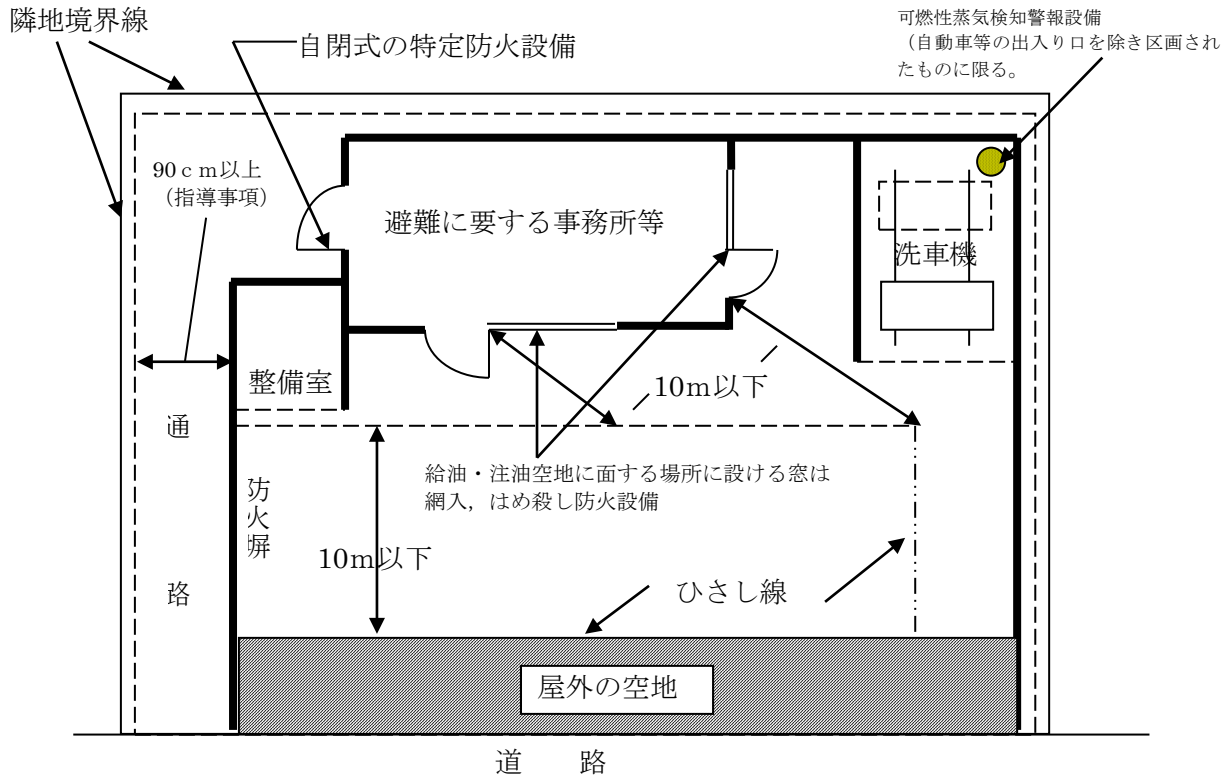 隣地境界線
自閉式の特定防火設備
可燃性蒸気検知警報設備
（自動車等の出入り口を除き区画され
たものに限る。
90ｃｍ以上
（指導事項）
避難に要する事務所等
洗車機
整備室
10ｍ以下
通
路
給油・注油空地に面する場所に設ける窓は
網入，はめ殺し防火設備
防火塀
10ｍ以下
ひさし線
屋外の空地
道　　路